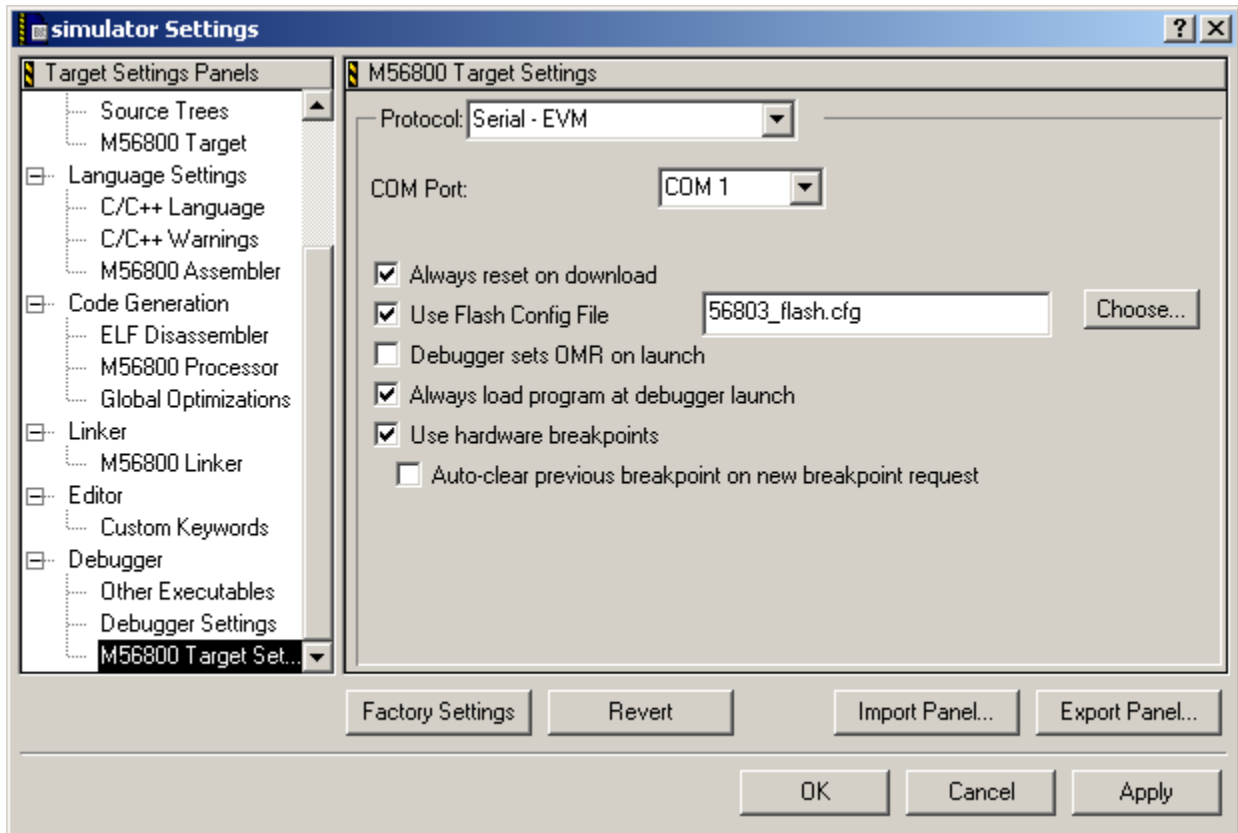 simulator Settings
Target Settings Panels
Source Trees
M56800 Target
Language Settings
C/C++ Language
C/C++ Warnings
M56800 Assembler
Code Generation
ELF Disassembler
M56800 Processor
Global Optimizations
Linker
M56800 Linker
Editor
Custom Keywords
Debugger
Other Executables
Debugger Settings
M56800 Target Set...
M56800 Target Settings
Protocol: Serial - EVM
COM Port: COM 1
Always reset on download
Use Flash Config File 56803_flash.cfg Choose...
Debugger sets OMR on launch
Always load program at debugger launch
Use hardware breakpoints
Auto-clear previous breakpoint on new breakpoint request
Factory Settings Revert Import Panel... Export Panel...
OK Cancel Apply